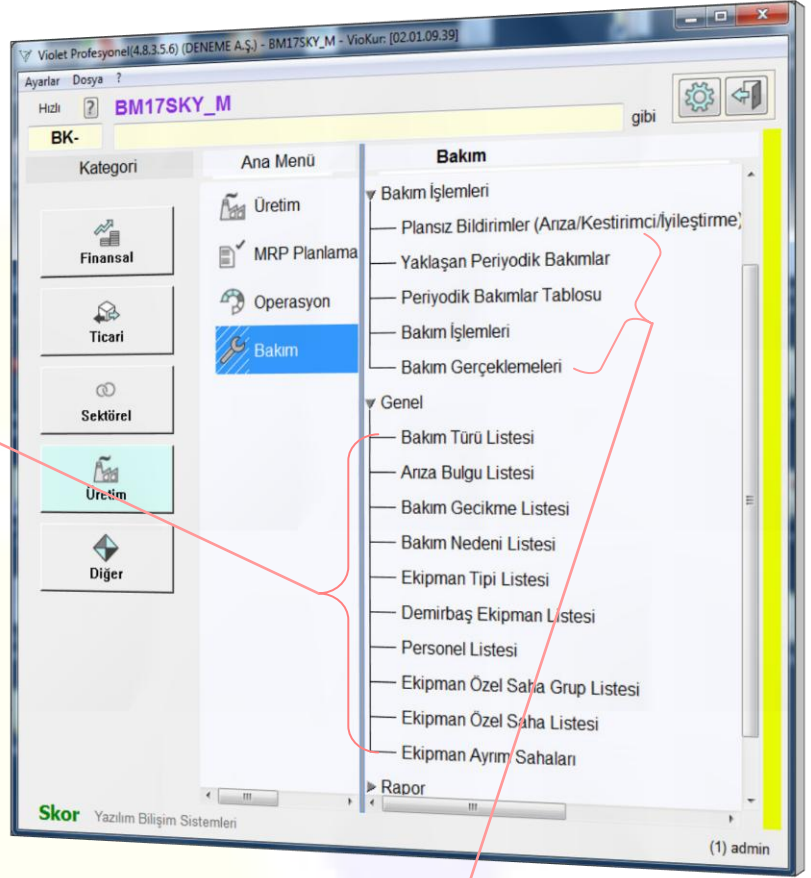 Violet Profesyonel(4.8.3.5.6) (DENEME A.Ş.) - BM17SKY_M - VioKur: [02.01.09.39]
Ayarlar Dosya ?
Hızlı ? BM17SKY_M
gibi
BK-
Kategori
Finansal
Ticari
Sektörel
Üretim
Diğer
Ana Menü
Üretim
MRP Planlama
Operasyon
Bakım
Bakım
Bakım İşlemleri
Plansız Bildirimler (Arıza/Kestirimci/İyileştirme)
Yaklaşan Periyodik Bakımlar
Periyodik Bakımlar Tablosu
Bakım İşlemleri
Bakım Gerçeklemeleri
Genel
Bakım Türü Listesi
Arıza Bulgu Listesi
Bakım Gecikme Listesi
Bakım Nedeni Listesi
Ekipman Tipi Listesi
Demirbaş Ekipman Listesi
Personel Listesi
Ekipman Özel Saha Grup Listesi
Ekipman Özel Saha Listesi
Ekipman Ayrım Sahaları
Rapor
Skor Yazılım Bilişim Sistemleri
(1) admin